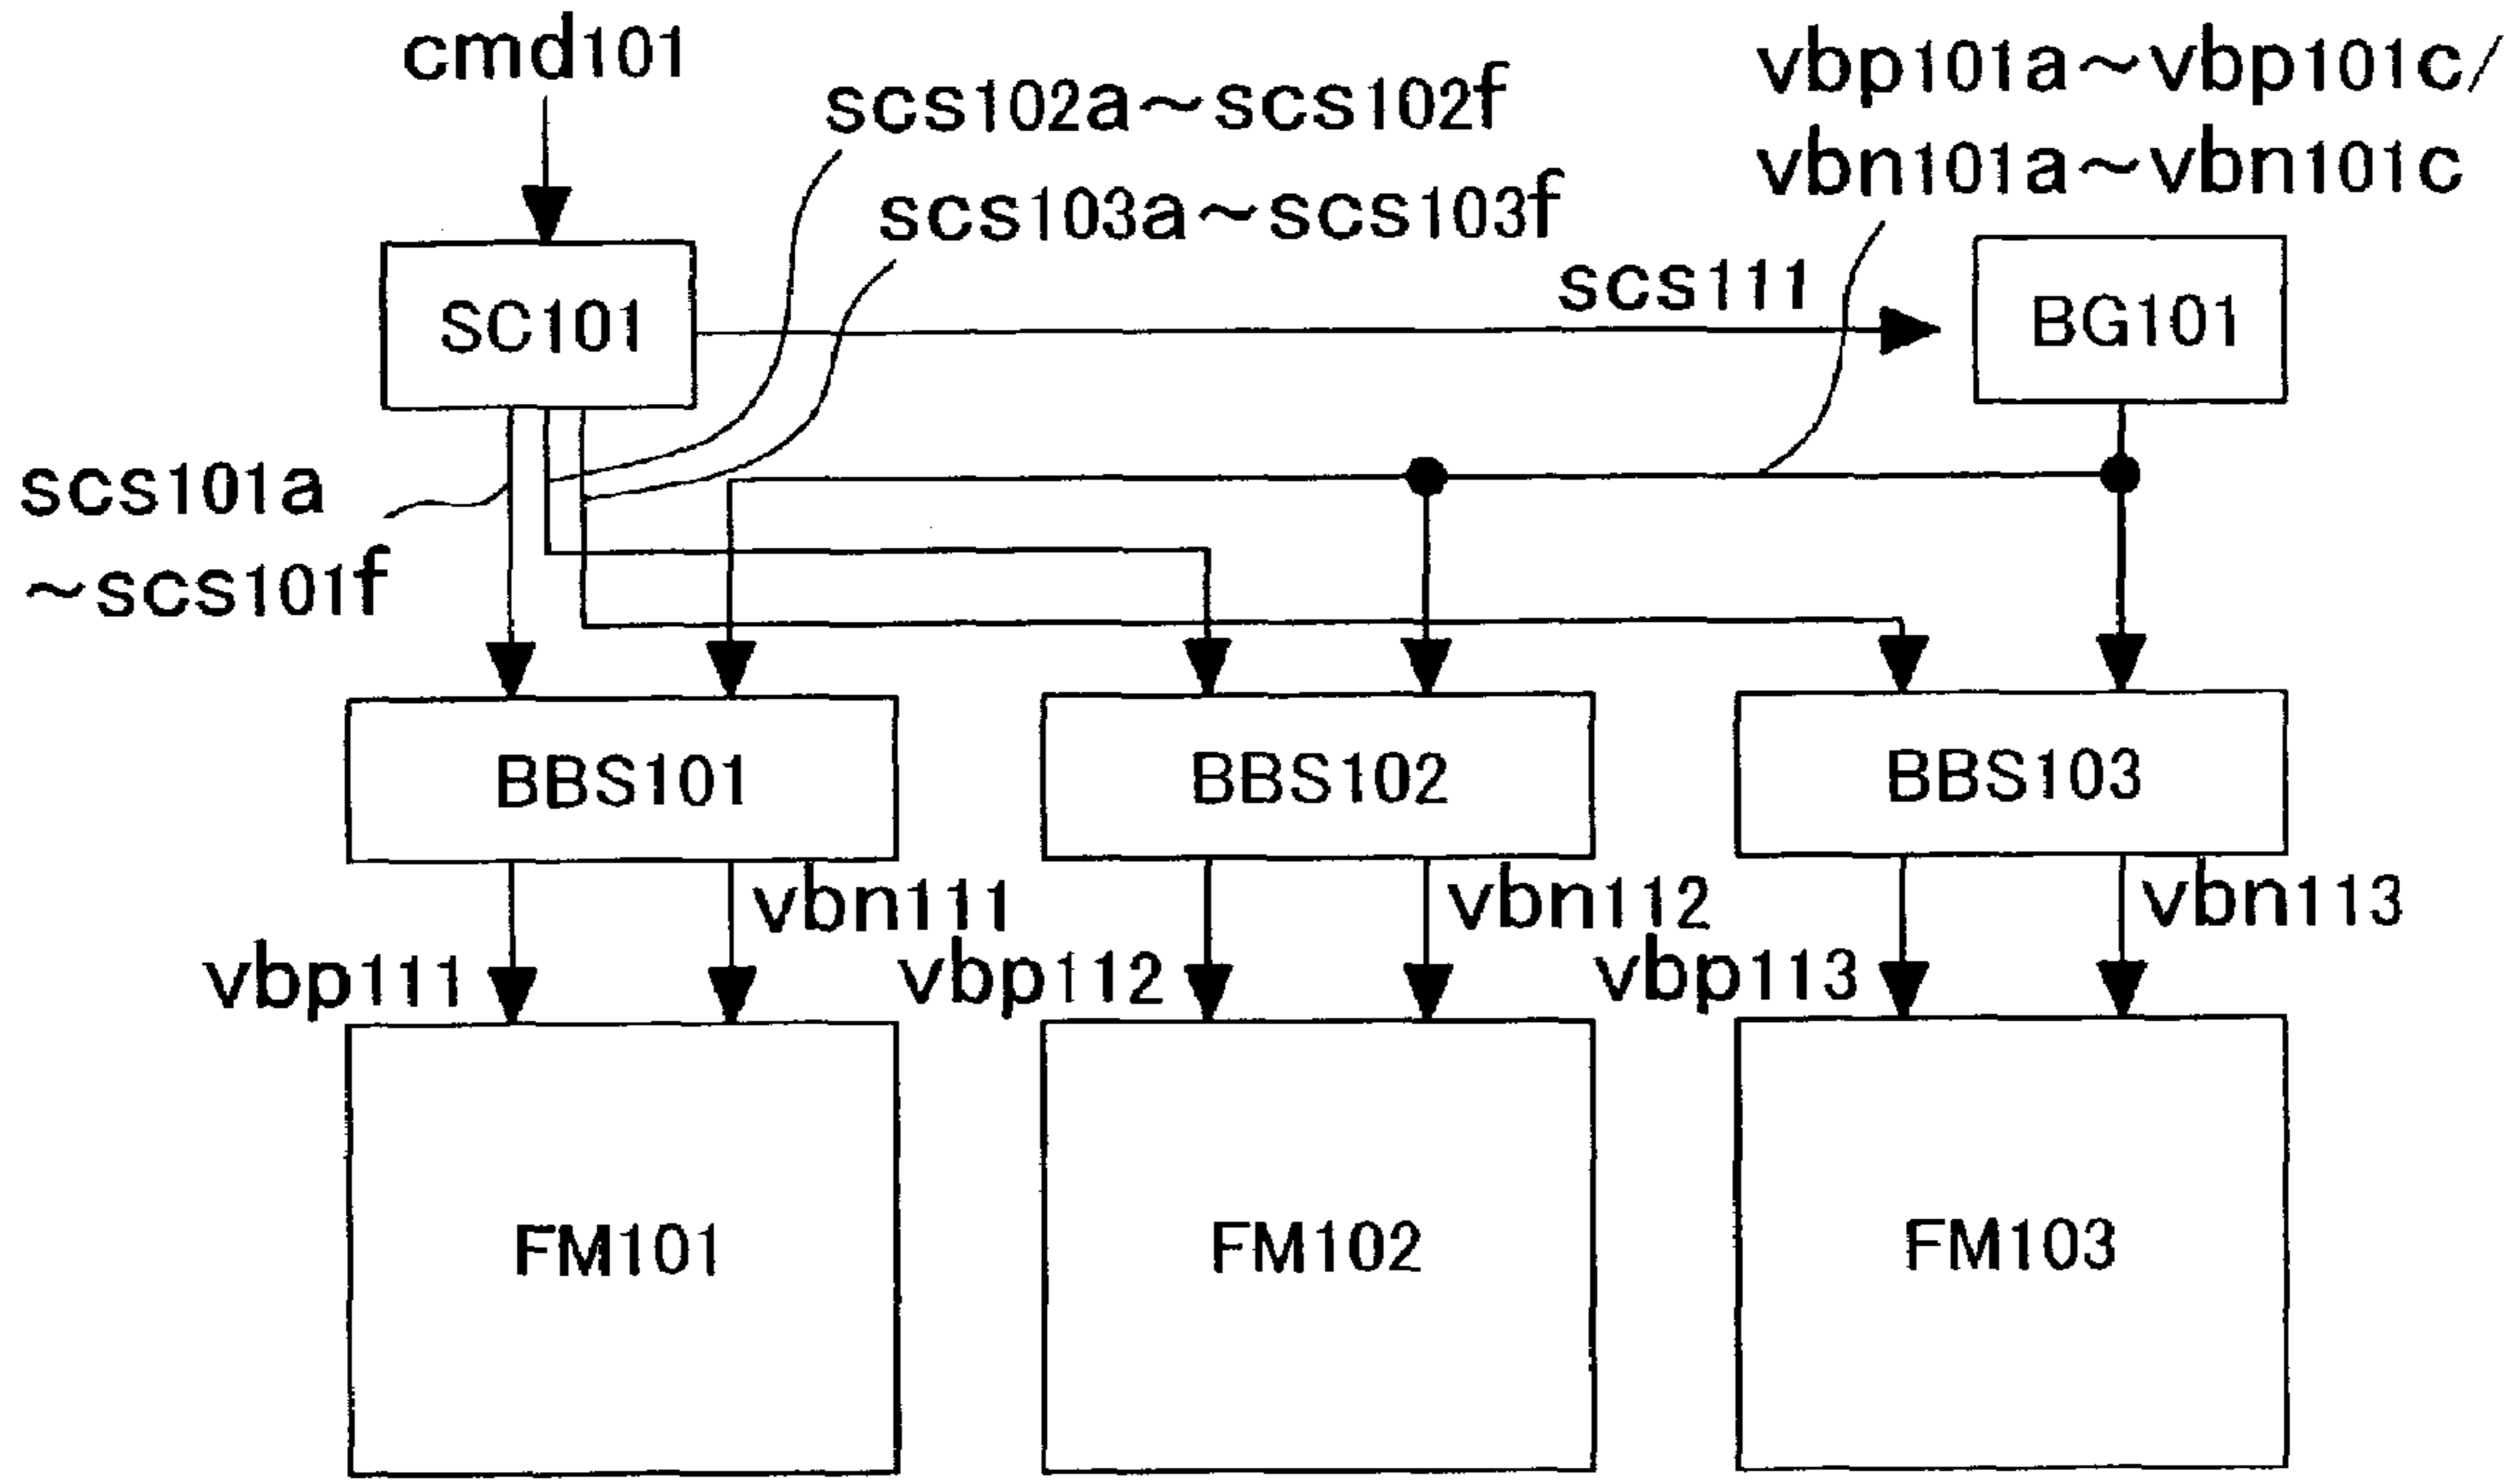 cmd101
scs102a~scs102f
scs103a~scs103f
vbp101a~vbp101c/
vbn101a~vbn101c
scs111
SC101
BG101
scs101a
~scs101f
BBS101
BBS102
BBS103
vbn111
vbn112
vbn113
vbp111
vbp112
vbp113
FM101
FM102
FM103